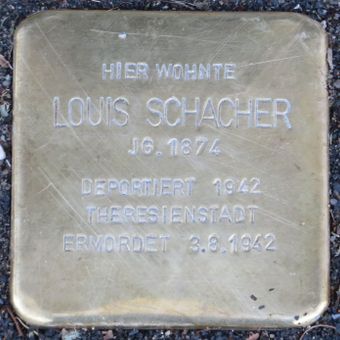 HIER WOHNTE
LOUIS SCHACHER
JG. 1874
DEPORTIERT 1942
THERESIENSTADT
ERMORDET 3.8.1942